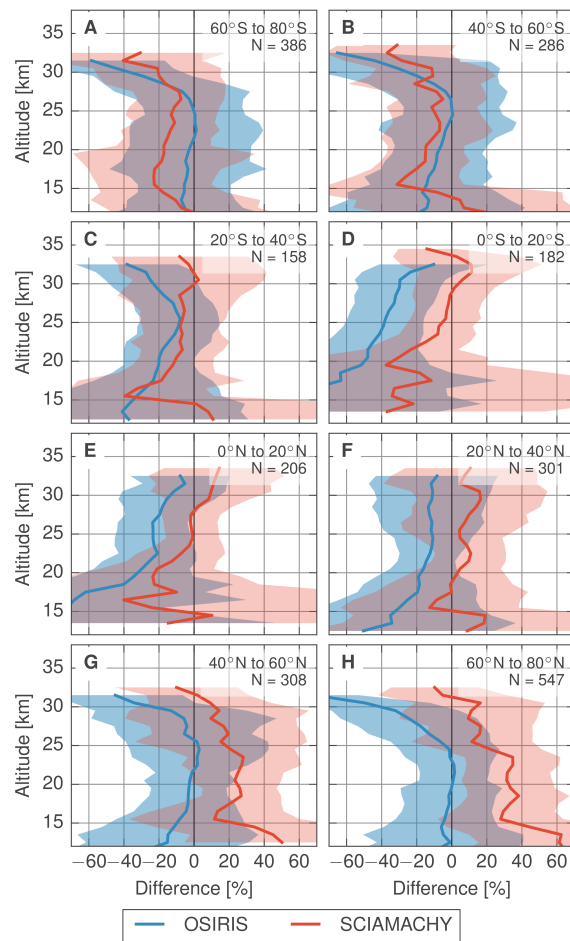 A
60°S to 80°S
N = 386
B
40°S to 60°S
N = 286
Altitude [km]
35
30
25
20
15
C
20°S to 40°S
N = 158
D
0°S to 20°S
N = 182
Altitude [km]
35
30
25
20
15
E
0°N to 20°N
N = 206
F
20°N to 40°N
N = 301
Altitude [km]
35
30
25
20
15
G
40°N to 60°N
N = 308
H
60°N to 80°N
N = 547
Altitude [km]
35
30
25
20
15
−60 −40 −20 0 20 40 60
−60 −40 −20 0 20 40 60
Difference [%]
Difference [%]
OSIRIS
SCIAMACHY